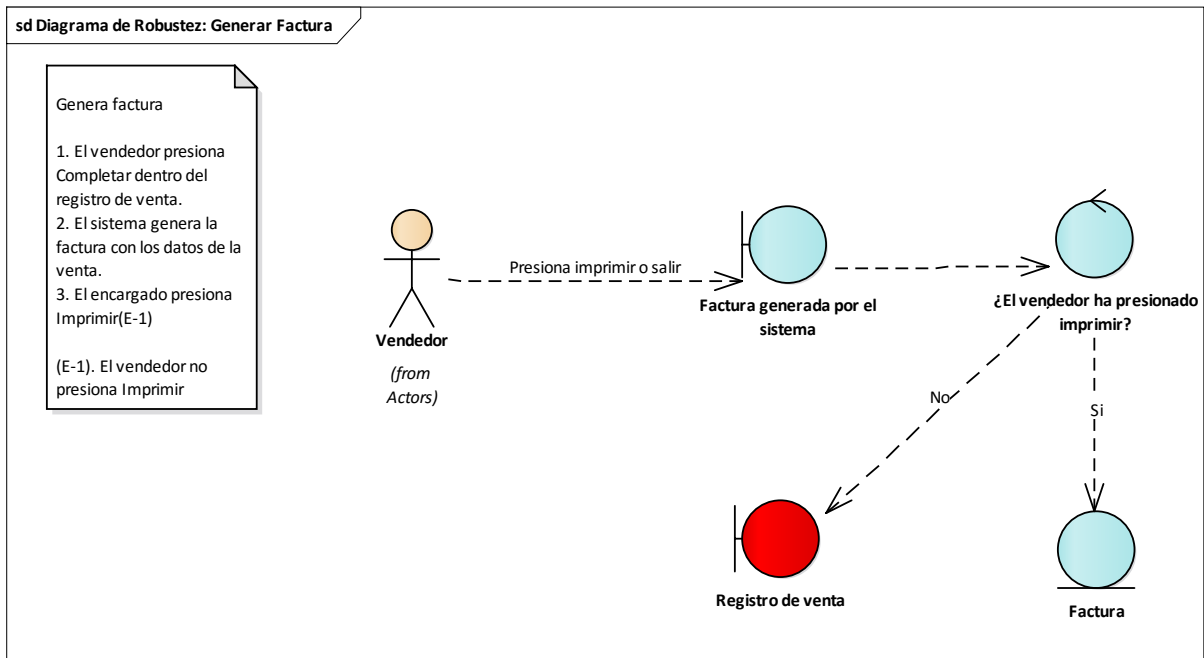 sd Diagrama de Robustez: Generar Factura
Genera factura
1. El vendedor presiona
Completar dentro del
registro de venta.
2. El sistema genera la
factura con los datos de la
venta.
3. El encargado presiona
Imprimir(E-1)
(E-1). El vendedor no
presiona Imprimir
Vendedor
(from
Actors)
Presiona imprimir o salir
Factura generada por el
sistema
¿El vendedor ha presionado
imprimir?
No
Si
Registro de venta
Factura